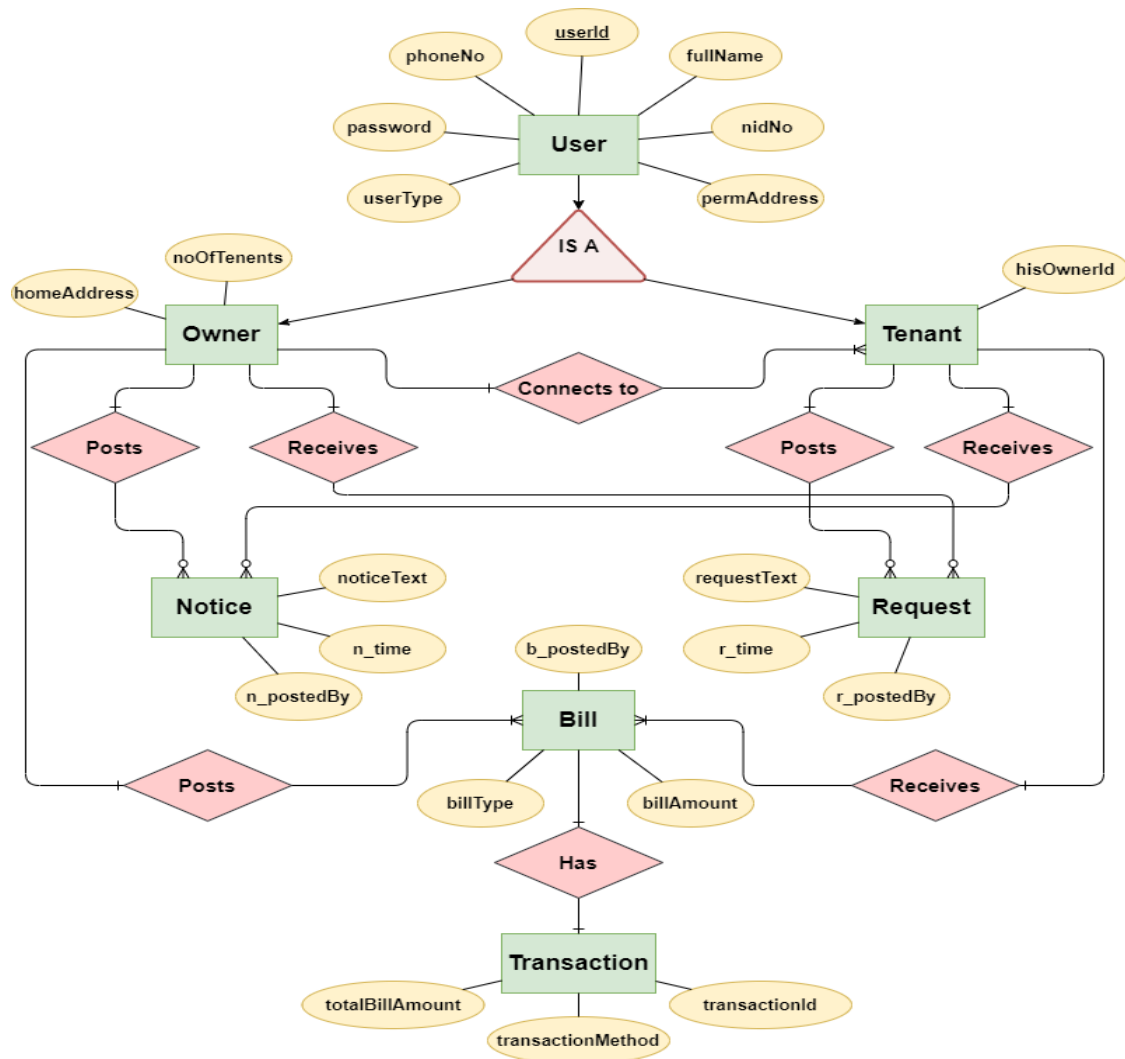 userId
phoneNo
fullName
password
User
nidNo
userType
permAddress
IS A
noOfTenents
homeAddress
hisOwnerId
Owner
Tenant
Connects to
Posts
Receives
Posts
Receives
noticeText
requestText
Notice
Request
n_time
b_postedBy
r_time
n_postedBy
r_postedBy
Bill
Posts
billType
billAmount
Receives
Has
Transaction
totalBillAmount
transactionId
transactionMethod